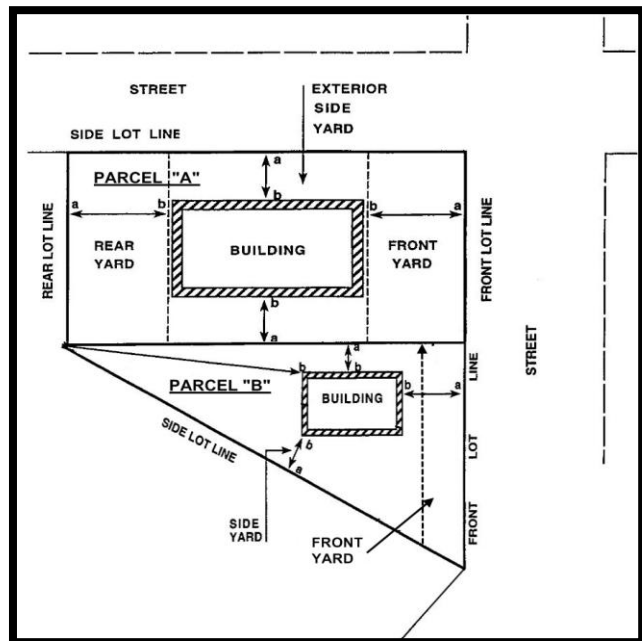 STREET
EXTERIOR
SIDE
YARD
SIDE LOT LINE
PARCEL "A"
a
b
a
b
b
a
REAR LOT LINE
REAR
YARD
BUILDING
FRONT
YARD
FRONT LOT LINE
b
a
STREET
a
b
b
b
a
PARCEL "B"
BUILDING
FRONT LOT LINE
SIDE LOT LINE
b
a
SIDE
YARD
FRONT
YARD